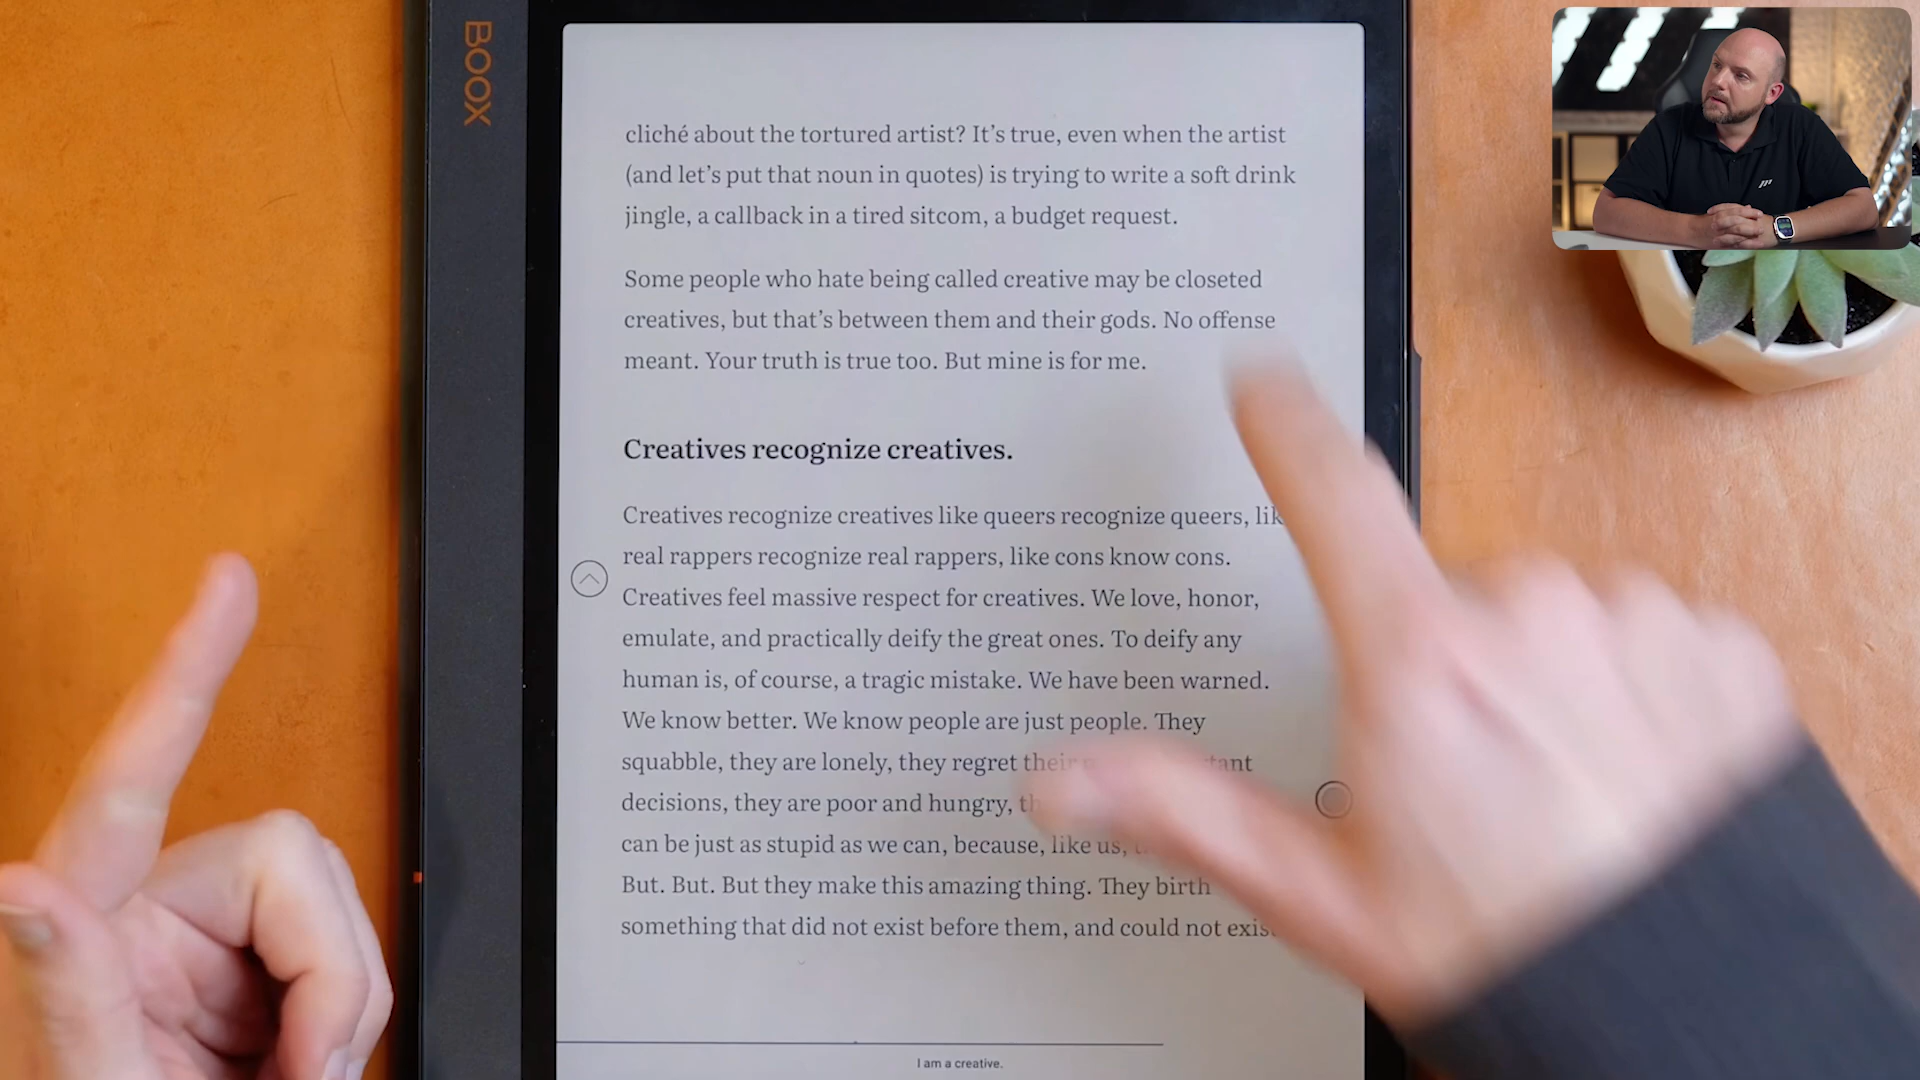 BOOX
cliché about the tortured artist? It’s true, even when the artist
(and let’s put that noun in quotes) is trying to write a soft drink
jingle, a callback in a tired sitcom, a budget request.
Some people who hate being called creative may be closeted
creatives, but that’s between them and their gods. No offense
meant. Your truth is true too. But mine is for me.
Creatives recognize creatives.
Creatives recognize creatives like queers recognize queers,
real rappers recognize real rappers, like cons know cons.
Creatives feel massive respect for creatives. We love, honor,
emulate, and practically deify the great ones. To deify any
human is, of course, a tragic mistake. We have been warned.
We know better. We know people are just people. They
squabble, they are lonely, they regret their
decisions, they are poor and hungry,
can be just as stupid as we can, because, like us,
But. But. But they make this amazing thing. They birth
something that did not exist before them, and could not
I am a creative.